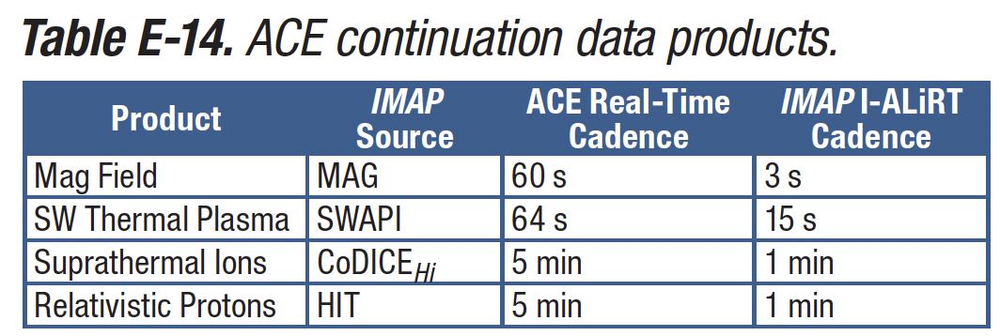 Table E-14. ACE continuation data products.
Product IMAP Source ACE Real-Time Cadence IMAP I-ALiRT Cadence
Mag Field MAG 60 s 3 s
SW Thermal Plasma SWAPI 64 s 15 s
Suprathermal Ions CoDICEHi 5 min 1 min
Relativistic Protons HIT 5 min 1 min